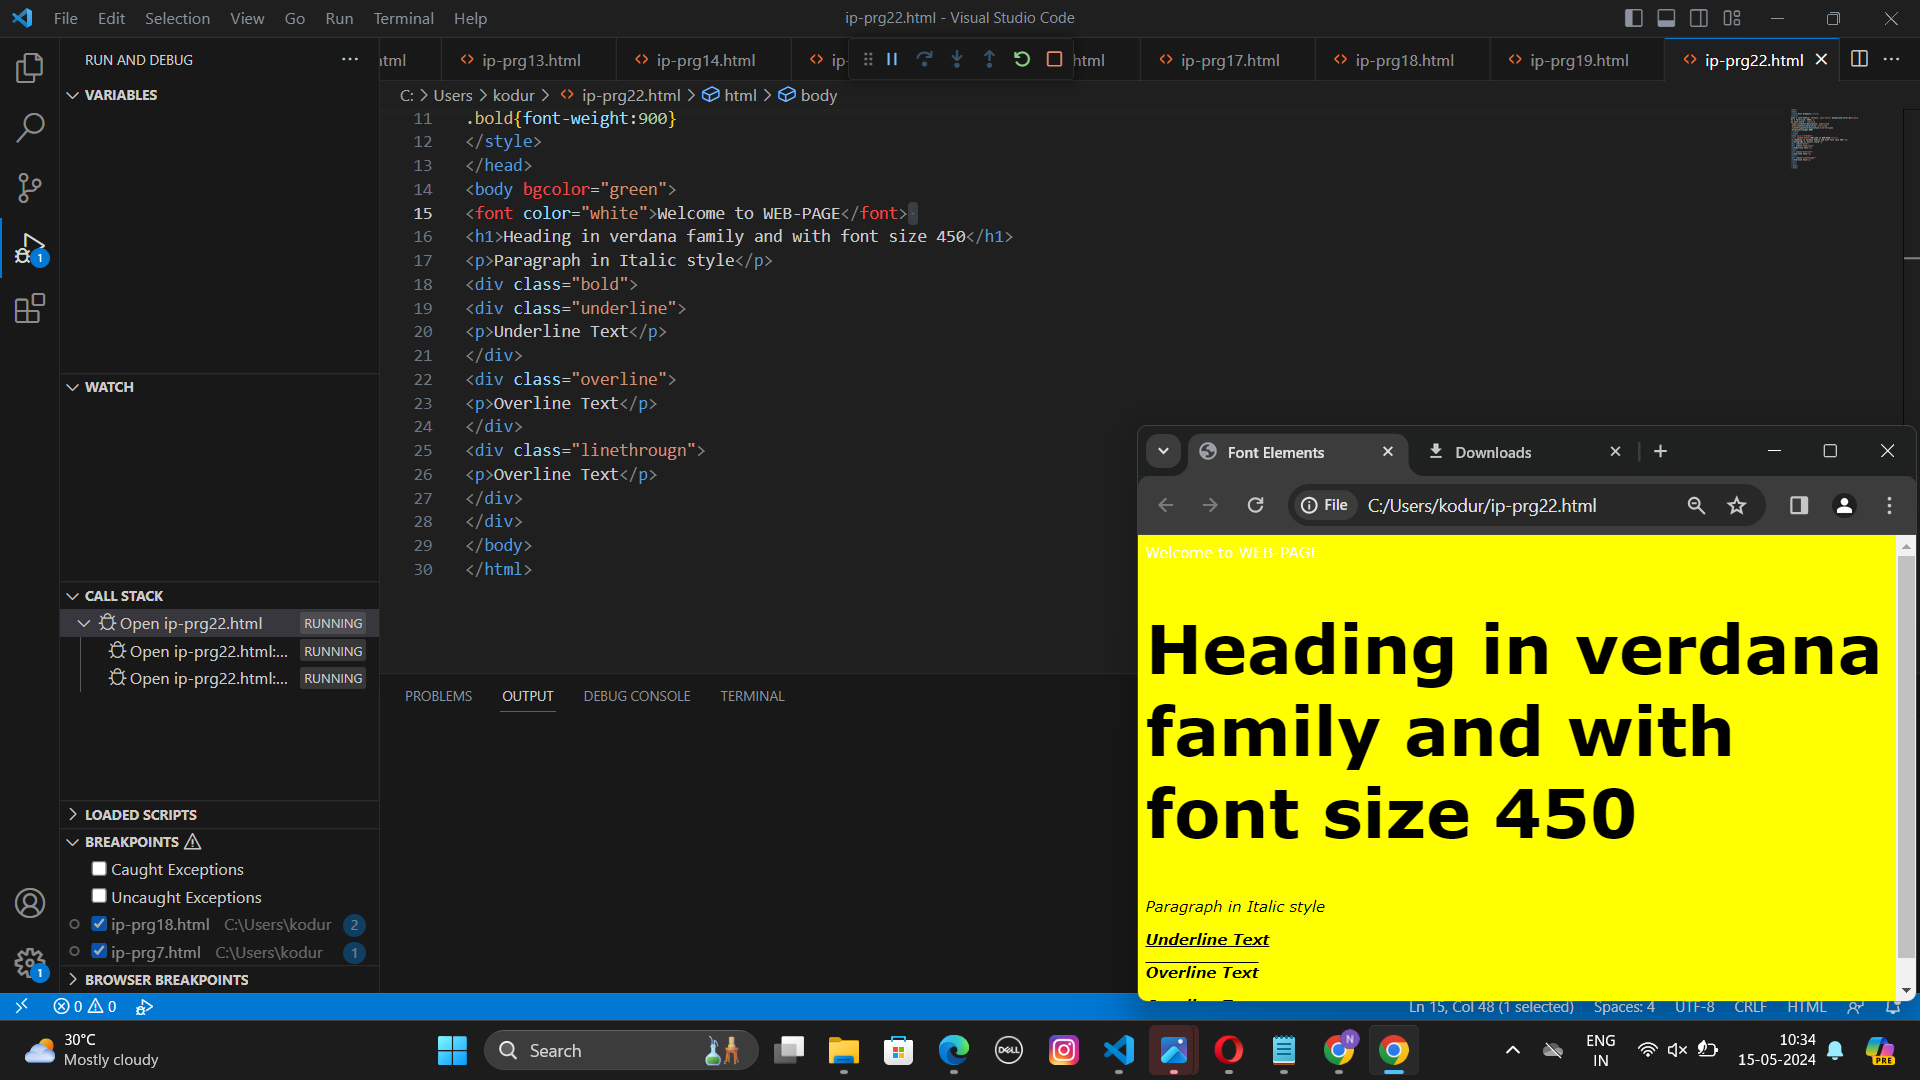 File Edit Selection View Go Run Terminal Help
ip-prg22.html - Visual Studio Code
RUN AND DEBUG
VARIABLES
WATCH
CALL STACK
Open ip-prg22.html RUNNING
Open ip-prg22.html:... RUNNING
Open ip-prg22.html:... RUNNING
LOADED SCRIPTS
BREAKPOINTS
Caught Exceptions
Uncaught Exceptions
ip-prg18.html C:\Users\kodur 2
ip-prg7.html C:\Users\kodur 1
BROWSER BREAKPOINTS
1
1
html ip-prg13.html ip-prg14.html ip- html ip-prg17.html ip-prg18.html ip-prg19.html ip-prg22.html
C: > Users > kodur > ip-prg22.html > html > body
11 .bold{font-weight:900}
12 </style>
13 </head>
14 <body bgcolor="green">
15 <font color="white">Welcome to WEB-PAGE</font>
16 <h1>Heading in verdana family and with font size 450</h1>
17 <p>Paragraph in Italic style</p>
18 <div class="bold">
19 <div class="underline">
20 <p>Underline Text</p>
21 </div>
22 <div class="overline">
23 <p>Overline Text</p>
24 </div>
25 <div class="linethrougn">
26 <p>Overline Text</p>
27 </div>
28 </div>
29 </body>
30 </html>
PROBLEMS OUTPUT DEBUG CONSOLE TERMINAL
Font Elements Downloads
File C:/Users/kodur/ip-prg22.html
Welcome to WEB-PAGE
Heading in verdana
family and with
font size 450
Paragraph in Italic style
Underline Text
Overline Text
0 0
Ln 15, Col 48 (1 selected) Spaces: 4 UTF-8 CRLF HTML
30°C
Mostly cloudy
Search
DELL
N
ENG
IN
10:34
15-05-2024
PRE